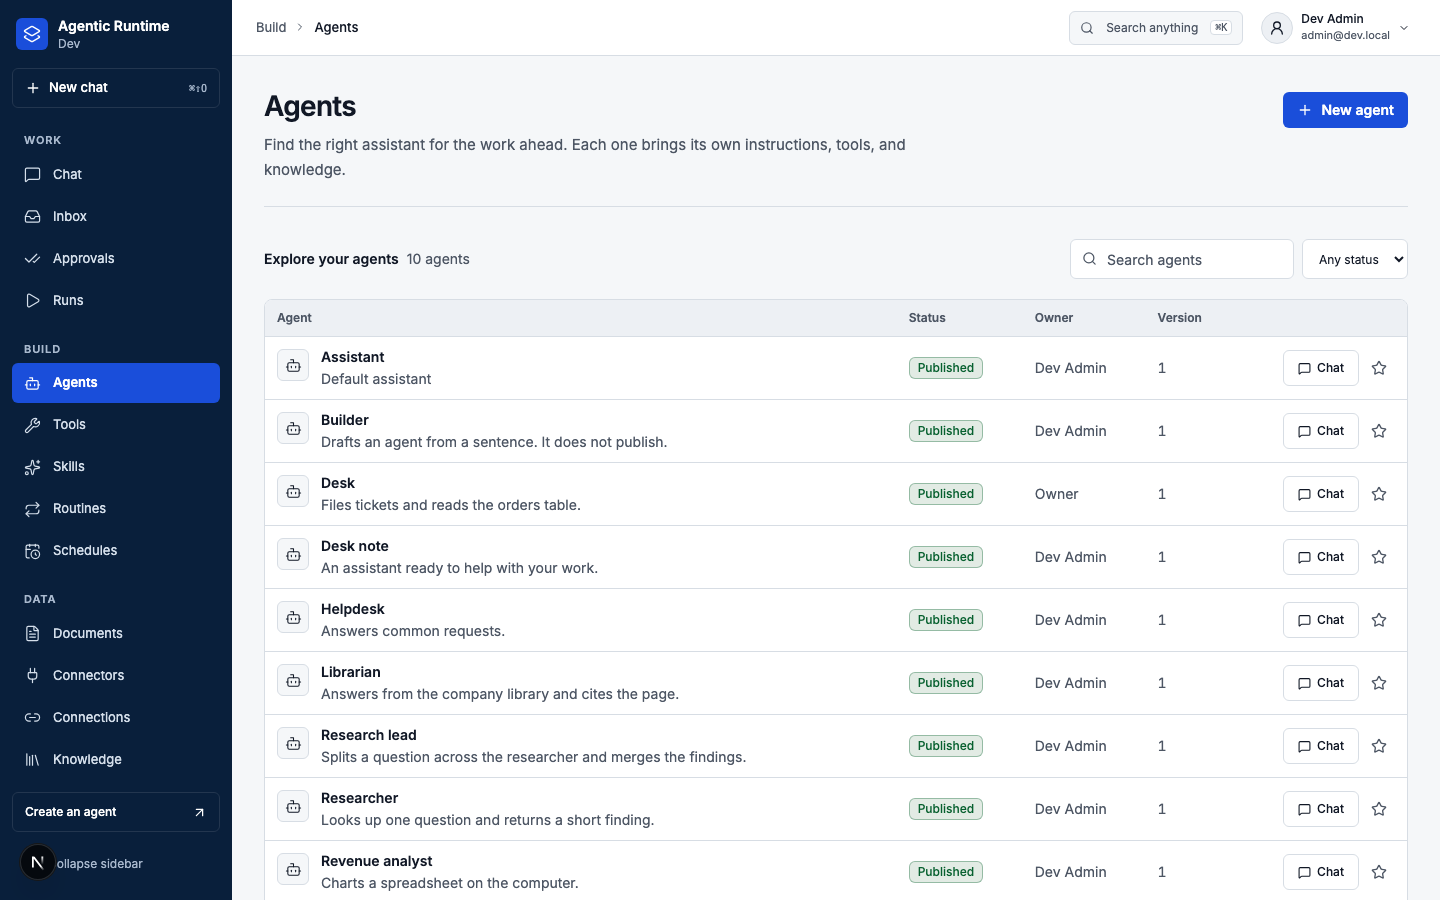 Agentic Runtime
Dev
New chat
⌘⇧O
WORK
Chat
Inbox
Approvals
Runs
BUILD
Agents
Tools
Skills
Routines
Schedules
DATA
Documents
Connectors
Connections
Knowledge
Create an agent
N
ollapse sidebar
Build > Agents
Search anything ⌘K
Dev Admin
admin@dev.local
Agents
New agent
Find the right assistant for the work ahead. Each one brings its own instructions, tools, and
knowledge.
Explore your agents 10 agents
Search agents
Any status
Agent Status Owner Version
Assistant
Default assistant
Published Dev Admin 1 Chat
Builder
Drafts an agent from a sentence. It does not publish.
Published Dev Admin 1 Chat
Desk
Files tickets and reads the orders table.
Published Owner 1 Chat
Desk note
An assistant ready to help with your work.
Published Dev Admin 1 Chat
Helpdesk
Answers common requests.
Published Dev Admin 1 Chat
Librarian
Answers from the company library and cites the page.
Published Dev Admin 1 Chat
Research lead
Splits a question across the researcher and merges the findings.
Published Dev Admin 1 Chat
Researcher
Looks up one question and returns a short finding.
Published Dev Admin 1 Chat
Revenue analyst
Charts a spreadsheet on the computer.
Published Dev Admin 1 Chat